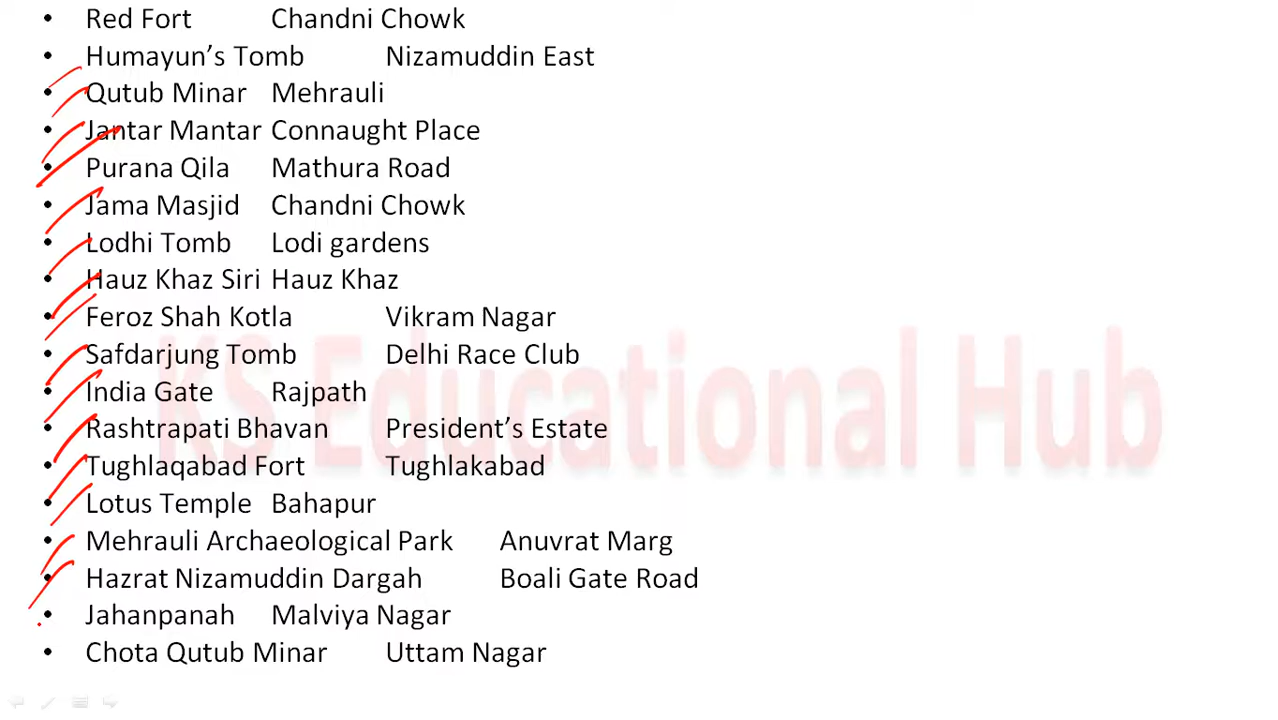 • Red Fort Chandni Chowk
• Humayun’s Tomb Nizamuddin East
• Qutub Minar Mehrauli
• Jantar Mantar Connaught Place
• Purana Qila Mathura Road
• Jama Masjid Chandni Chowk
• Lodhi Tomb Lodi gardens
• Hauz Khaz Siri Hauz Khaz
• Feroz Shah Kotla Vikram Nagar
• Safdarjung Tomb Delhi Race Club
• India Gate Rajpath
• Rashtrapati Bhavan President’s Estate
• Tughlaqabad Fort Tughlakabad
• Lotus Temple Bahapur
• Mehrauli Archaeological Park Anuvrat Marg
• Hazrat Nizamuddin Dargah Boali Gate Road
• Jahanpanah Malviya Nagar
• Chota Qutub Minar Uttam Nagar
KS Educational Hub